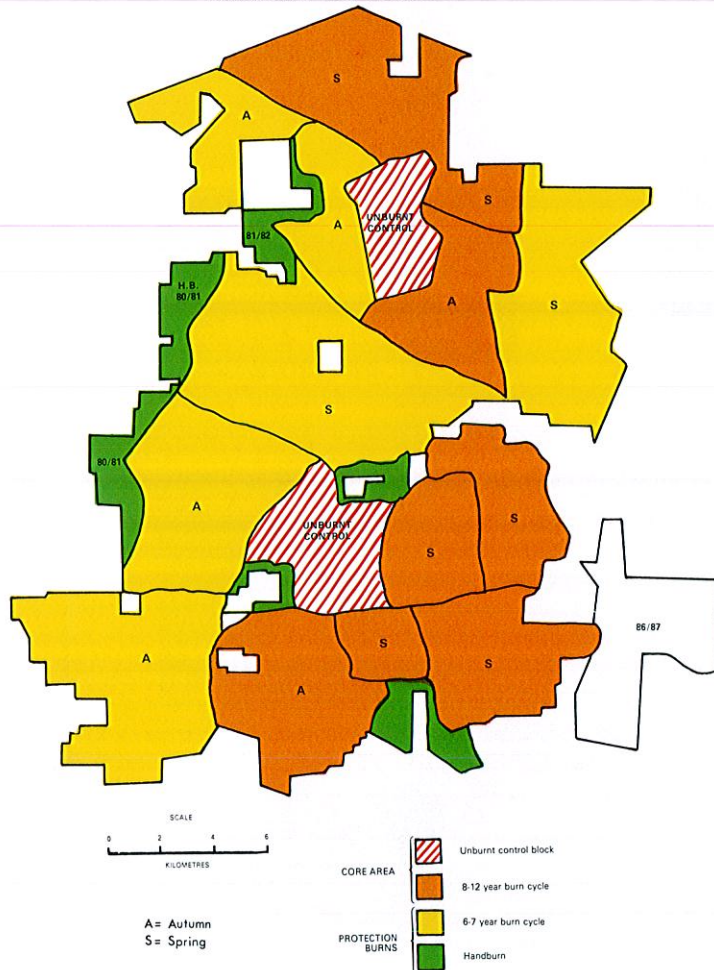 S
A
S
UNBURNT
CONTROL
A
81/82
H.B.
80/81
A
S
S
80/81
A
UNBURNT
CONTROL
S
S
86/87
A
S
S
A
SCALE
0 2 4 6
KILOMETRES
CORE AREA
Unburnt control block
8-12 year burn cycle
A= Autumn
S= Spring
PROTECTION
BURNS
6-7 year burn cycle
Handburn